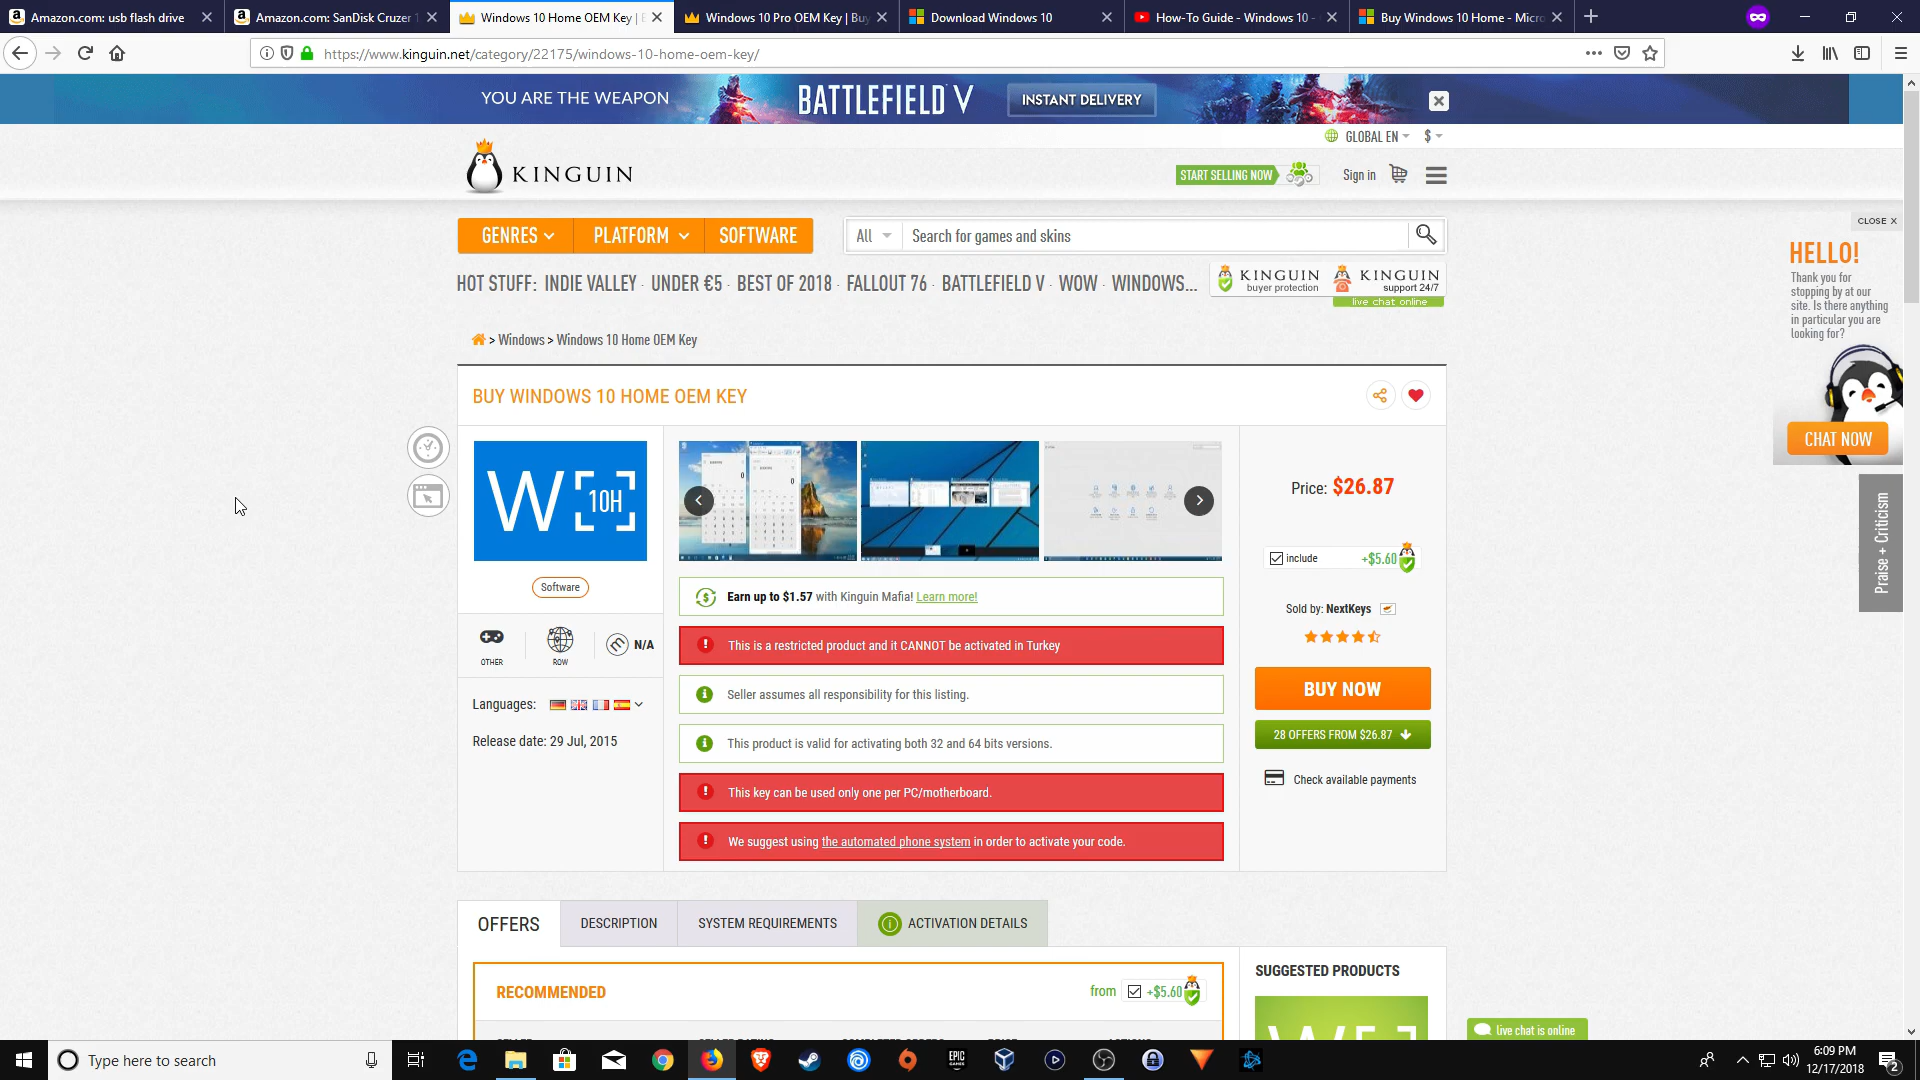 Amazon.com: usb flash drive
Amazon.com: SanDisk Cruzer
Windows 10 Home OEM Key |
Windows 10 Pro OEM Key | Buy
Download Windows 10
How-To Guide - Windows 10 -
Buy Windows 10 Home - Micro
https://www.kinguin.net/category/22175/windows-10-home-oem-key/
YOU ARE THE WEAPON
BATTLEFIELD V
INSTANT DELIVERY
GLOBAL EN
$
KINGUIN
START SELLING NOW
Sign in
CLOSE X
GENRES
PLATFORM
SOFTWARE
All
Search for games and skins
HELLO!
Thank you for
stopping by at our
site. Is there anything
in particular you are
looking for?
CHAT NOW
HOT STUFF: INDIE VALLEY · UNDER €5 · BEST OF 2018 · FALLOUT 76 · BATTLEFIELD V · WOW · WINDOWS...
KINGUIN
buyer protection
KINGUIN
support 24/7
live chat online
> Windows > Windows 10 Home OEM Key
BUY WINDOWS 10 HOME OEM KEY
W 10H
Software
OTHER
ROW
N/A
Languages:
Release date: 29 Jul, 2015
Earn up to $1.57 with Kinguin Mafia! Learn more!
This is a restricted product and it CANNOT be activated in Turkey
Seller assumes all responsibility for this listing.
This product is valid for activating both 32 and 64 bits versions.
This key can be used only one per PC/motherboard.
We suggest using the automated phone system in order to activate your code.
Price: $26.87
include +$5.60
Sold by: NextKeys
BUY NOW
28 OFFERS FROM $26.87
Check available payments
Praise + Criticism
OFFERS
DESCRIPTION
SYSTEM REQUIREMENTS
ACTIVATION DETAILS
RECOMMENDED
from +$5.60
SUGGESTED PRODUCTS
live chat is online
Type here to search
EPIC GAMES
6:09 PM
12/17/2018
2